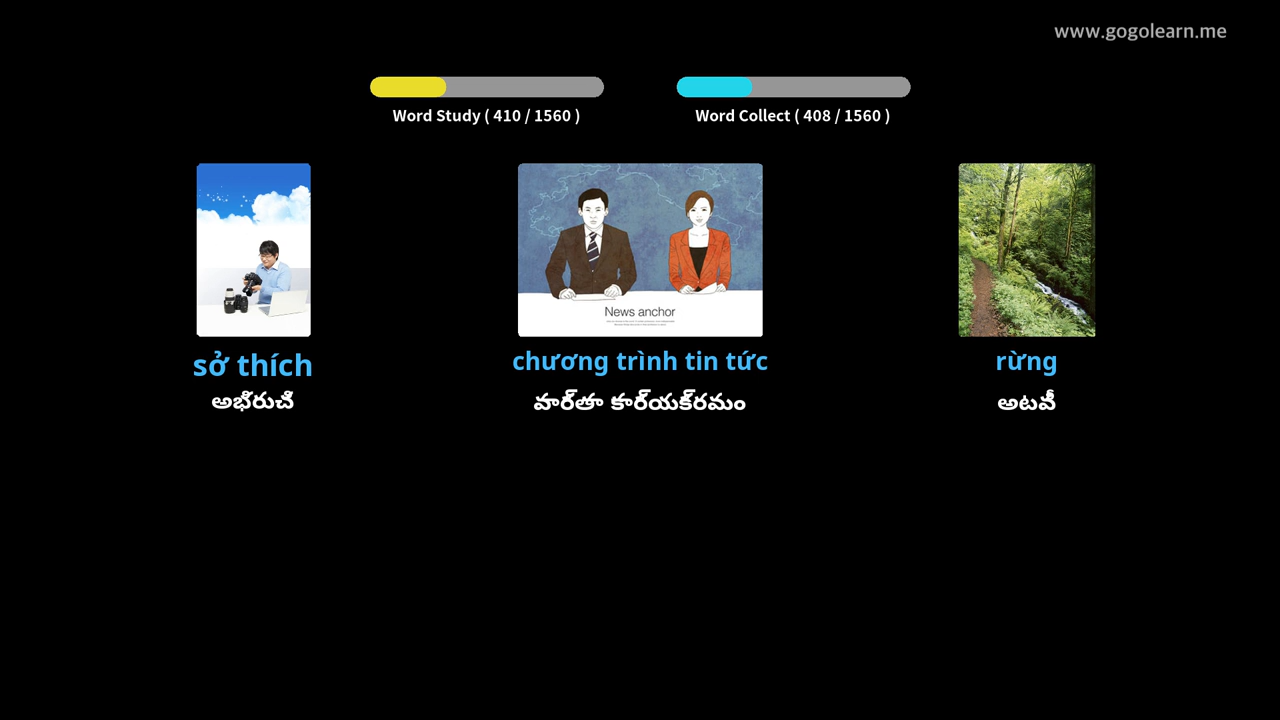 www.gogolearn.me
Word Study ( 410 / 1560 )
Word Collect ( 408 / 1560 )
News anchor
sở thích
chương trình tin tức
rừng
అభిరుచి
వార్తా కార్యక్రమం
అటవీ